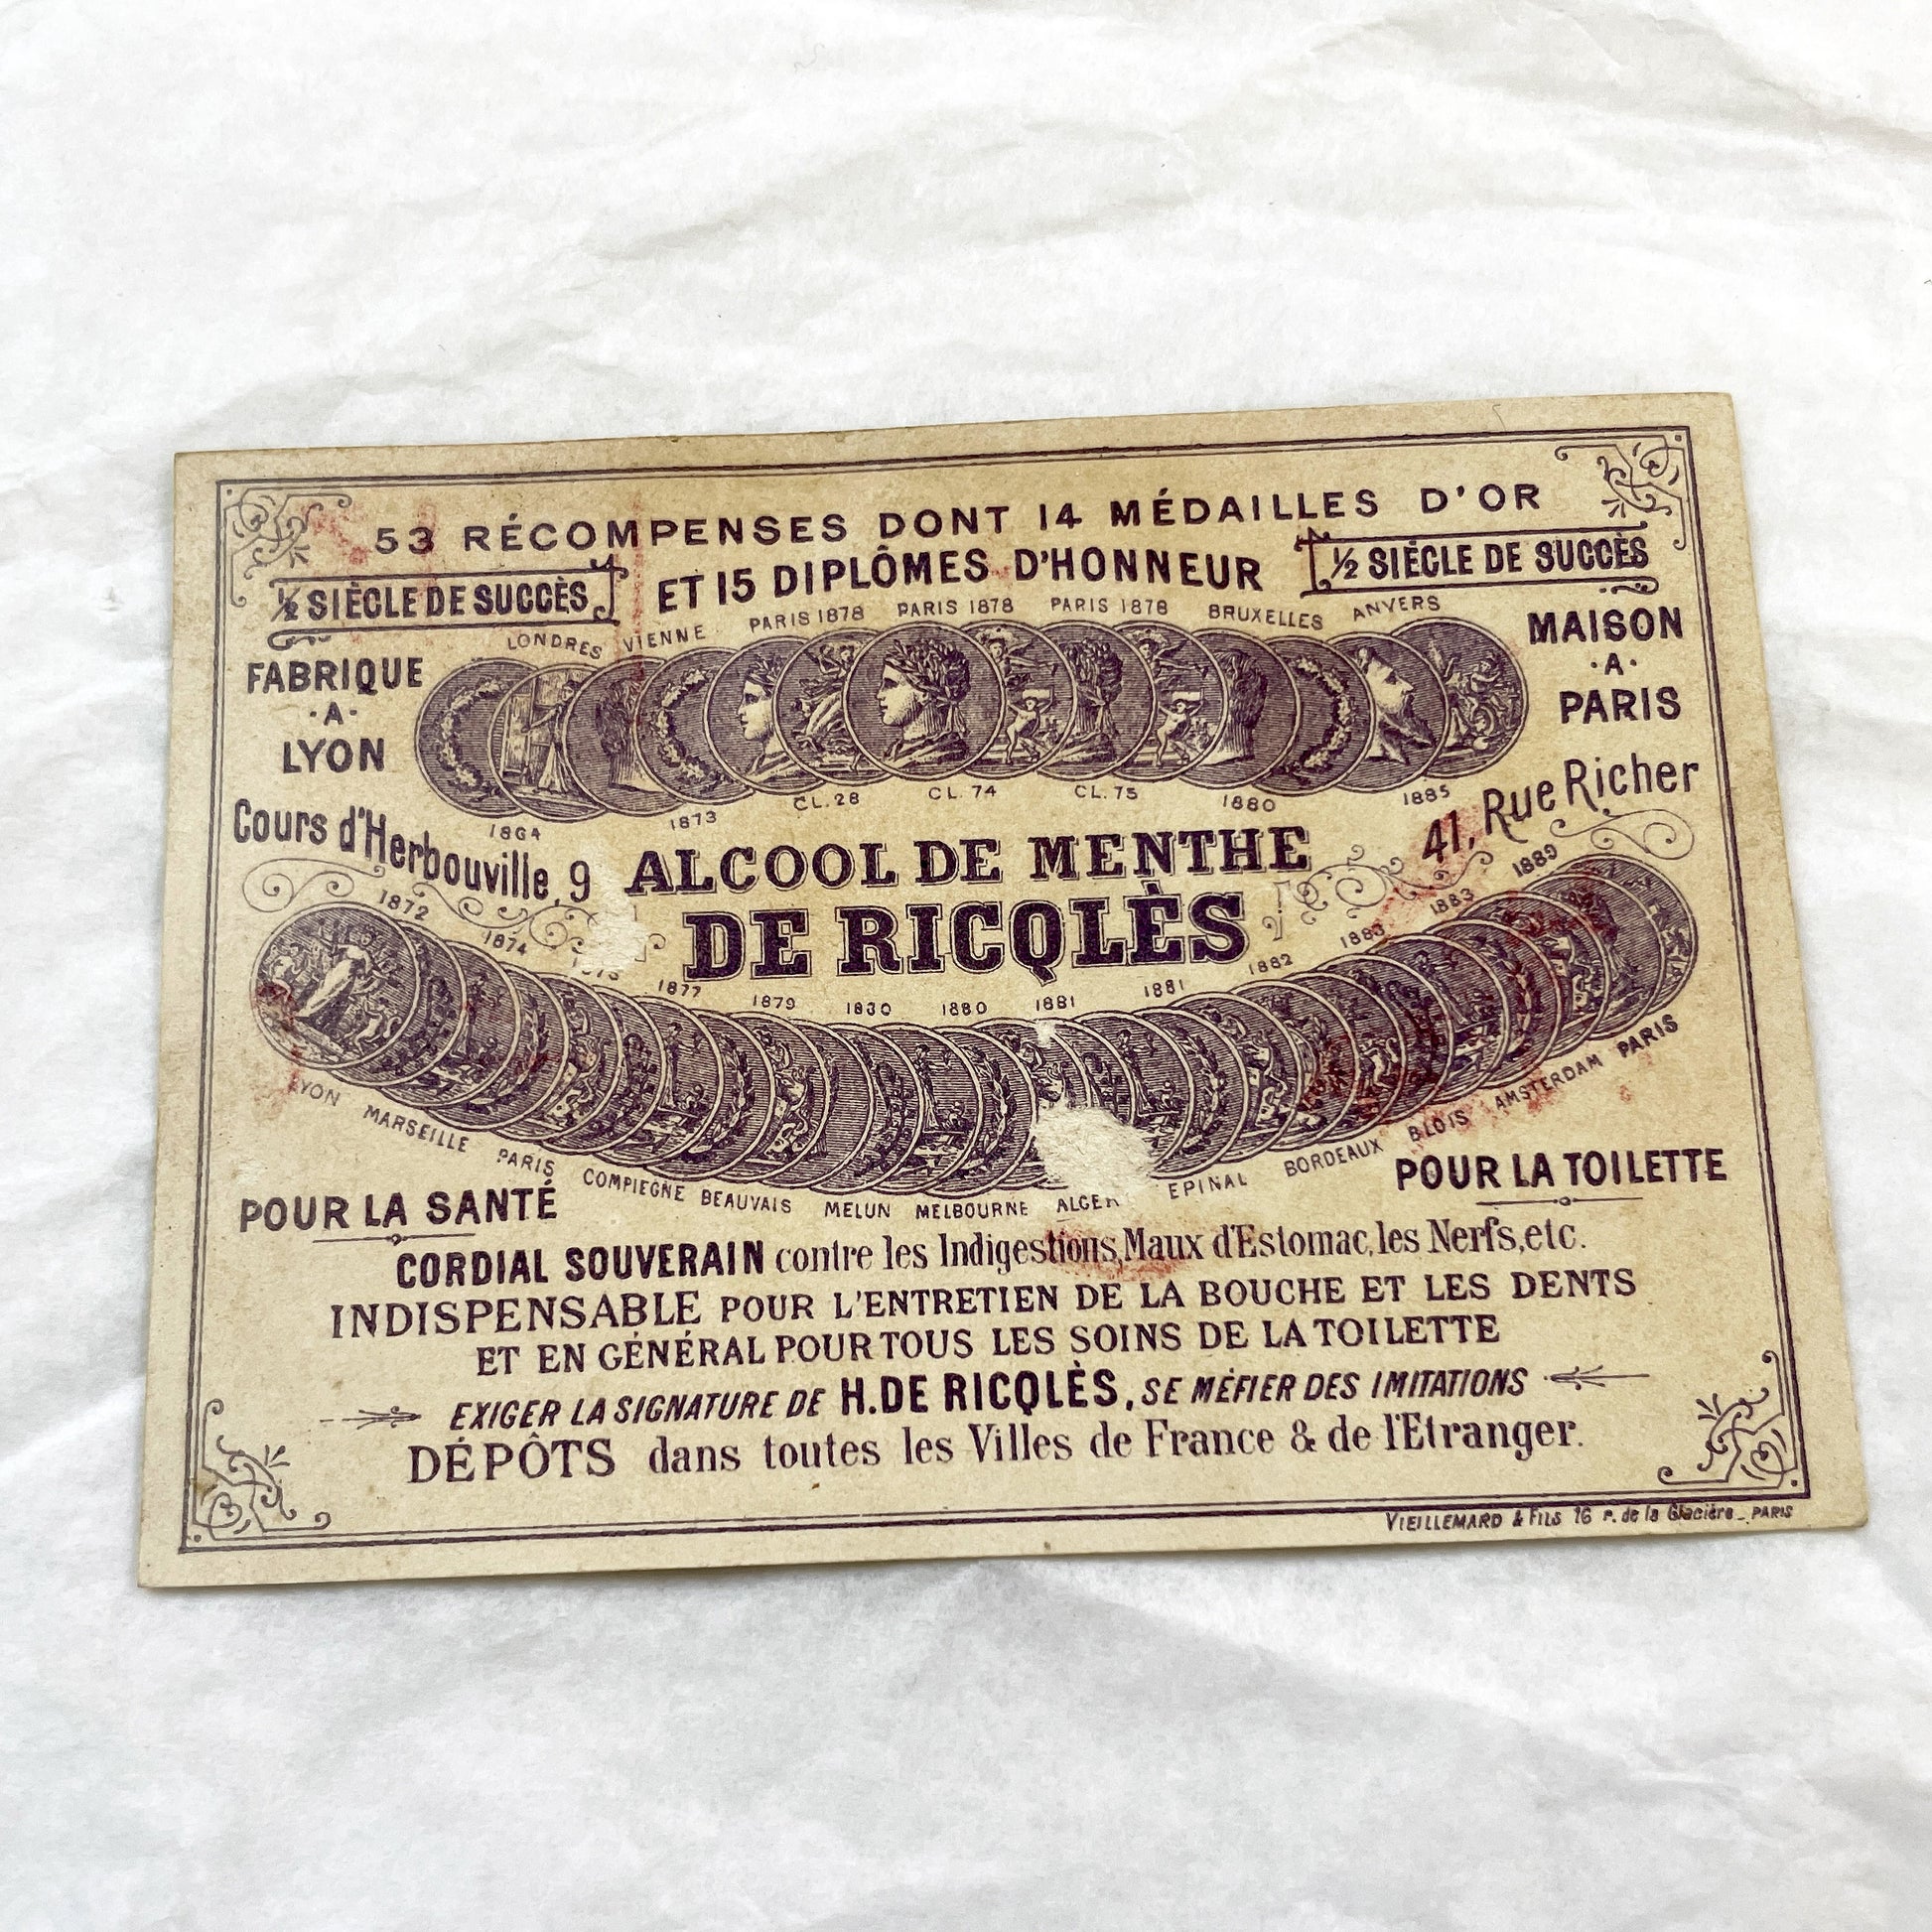 53 RÉCOMPENSES DONT 14 MÉDAILLES D'OR
ET 15 DIPLÔMES D'HONNEUR
½ SIÈCLE DE SUCCÈS
½ SIÈCLE DE SUCCÈS
FABRIQUE
·A·
LYON
Cours d'Herbouville, 9
MAISON
·A·
PARIS
41, Rue Richer
LONDRES VIENNE PARIS 1878 PARIS 1878 PARIS 1878 BRUXELLES ANVERS
1864 1873 CL. 28 CL. 74 CL. 75 1880 1885
ALCOOL DE MENTHE
DE RICQLÈS
1872 1874 1877 1879 1880 1880 1881 1881 1882 1883 1883 1889
LYON MARSEILLE PARIS COMPIEGNE BEAUVAIS MELUN MELBOURNE ALGER EPINAL BORDEAUX BLOIS AMSTERDAM PARIS
POUR LA SANTÉ
POUR LA TOILETTE
CORDIAL SOUVERAIN contre les Indigestions, Maux d'Estomac, les Nerfs, etc.
INDISPENSABLE POUR L'ENTRETIEN DE LA BOUCHE ET LES DENTS
ET EN GÉNÉRAL POUR TOUS LES SOINS DE LA TOILETTE
EXIGER LA SIGNATURE DE H. DE RICQLÈS, SE MÉFIER DES IMITATIONS
DÉPÔTS dans toutes les Villes de France & de l'Etranger.
VIEILLEMARD & FILS 16 r. de la Glacière _ PARIS